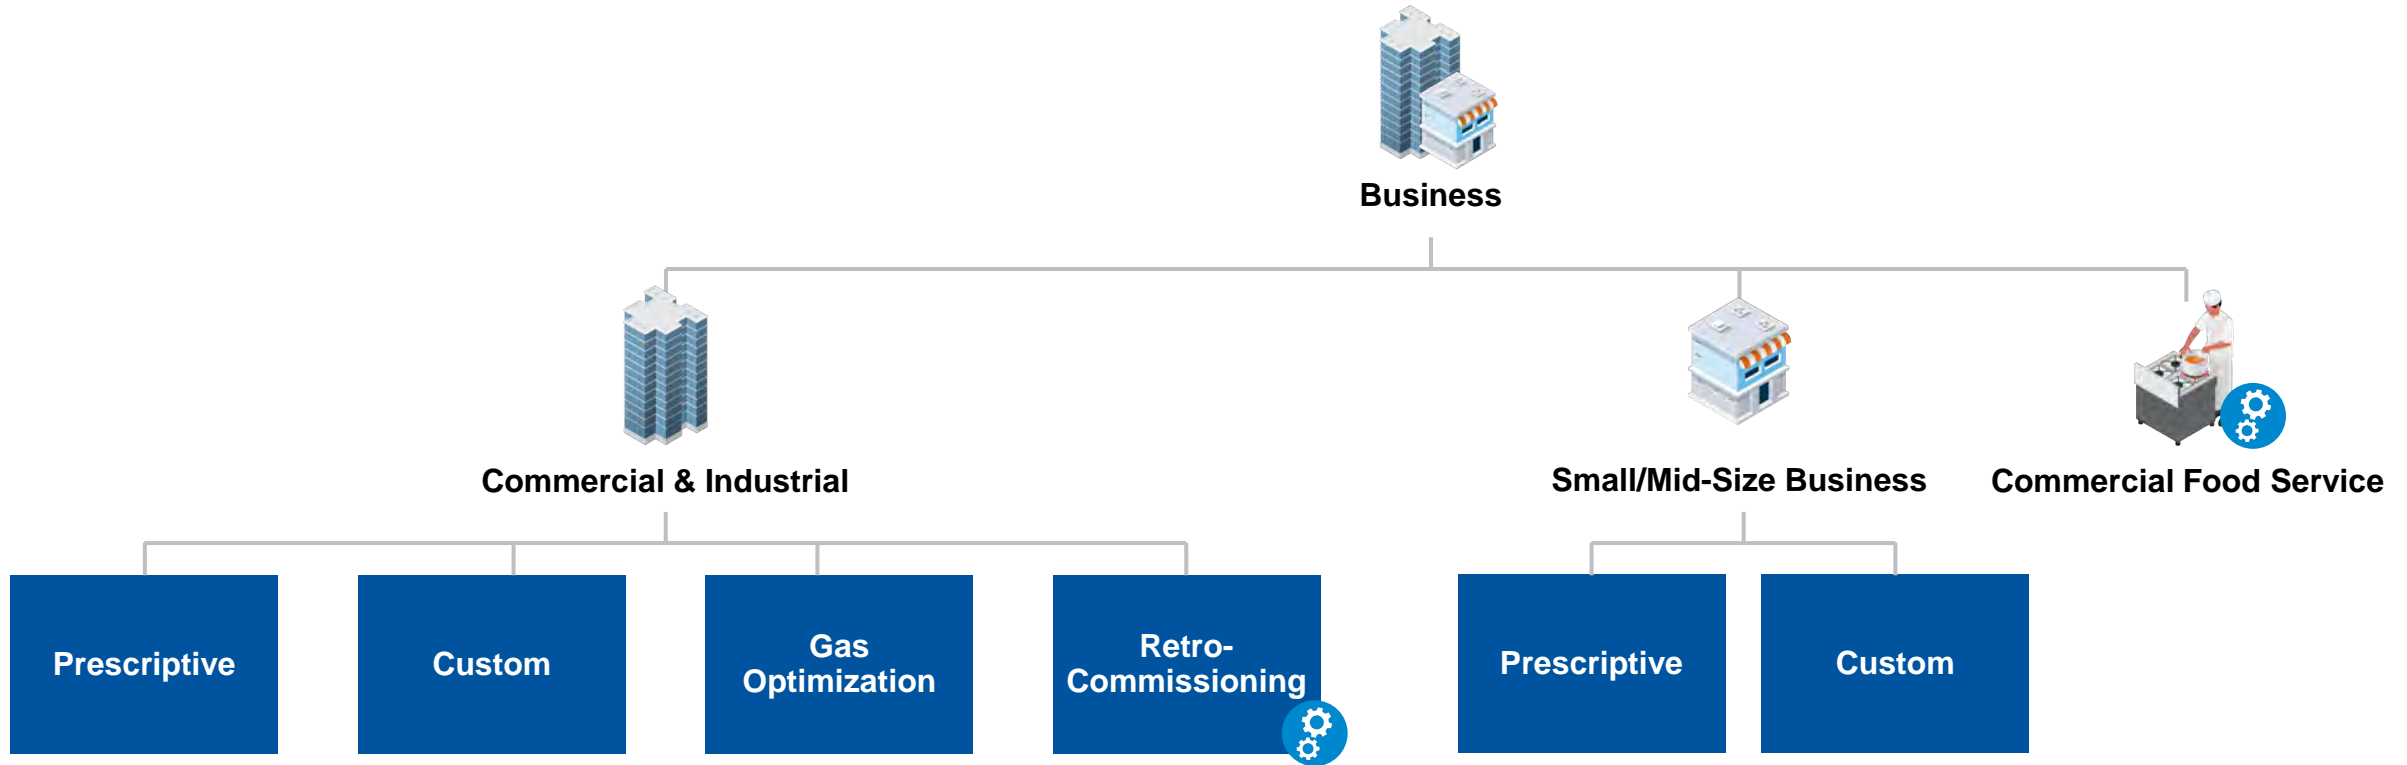 Business
Commercial & Industrial
Small/Mid-Size Business
Commercial Food Service
Prescriptive
Custom
Gas
Optimization
Retro-
Commissioning
Prescriptive
Custom